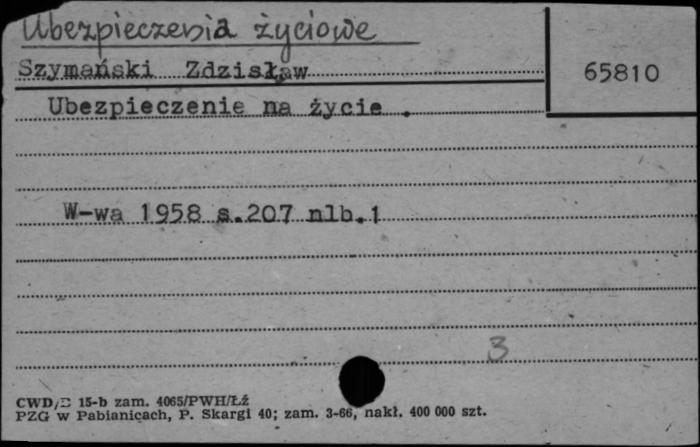 Ubezpieczenia życiowe
Szymański Zdzisław
65810
Ubezpieczenie na życie .
W-wa 1958 s.207 nlb.1
3
15-b zam. 4065/PWH/Łź
PZG w Pabianicach, P. Skargi 40; zam. 3-66, nakł. 400 000 szt.